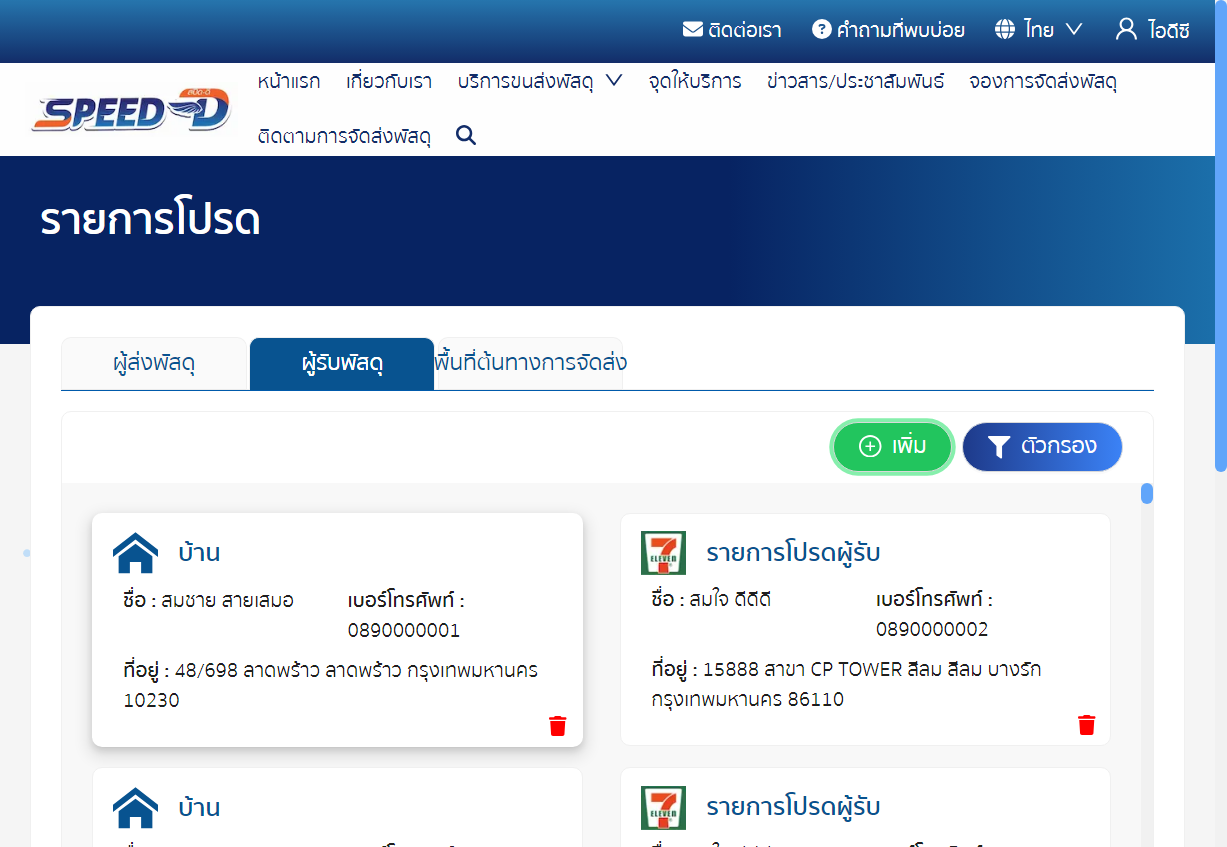 ติดต่อเรา คำถามที่พบบ่อย ไทย ไอดีซี
สปีด-ดี
SPEED D
หน้าแรก เกี่ยวกับเรา บริการขนส่งพัสดุ จุดให้บริการ ข่าวสาร/ประชาสัมพันธ์ จองการจัดส่งพัสดุ
ติดตามการจัดส่งพัสดุ
รายการโปรด
ผู้ส่งพัสดุ ผู้รับพัสดุ พื้นที่ต้นทางการจัดส่ง
เพิ่ม ตัวกรอง
บ้าน
ชื่อ : สมชาย สายเสมอ เบอร์โทรศัพท์ :
0890000001
ที่อยู่ : 48/698 ลาดพร้าว ลาดพร้าว กรุงเทพมหานคร
10230
7 ELEVEN
รายการโปรดผู้รับ
ชื่อ : สมใจ ดีดีดี เบอร์โทรศัพท์ :
0890000002
ที่อยู่ : 15888 สาขา CP TOWER สีลม สีลม บางรัก
กรุงเทพมหานคร 86110
บ้าน
7 ELEVEN
รายการโปรดผู้รับ